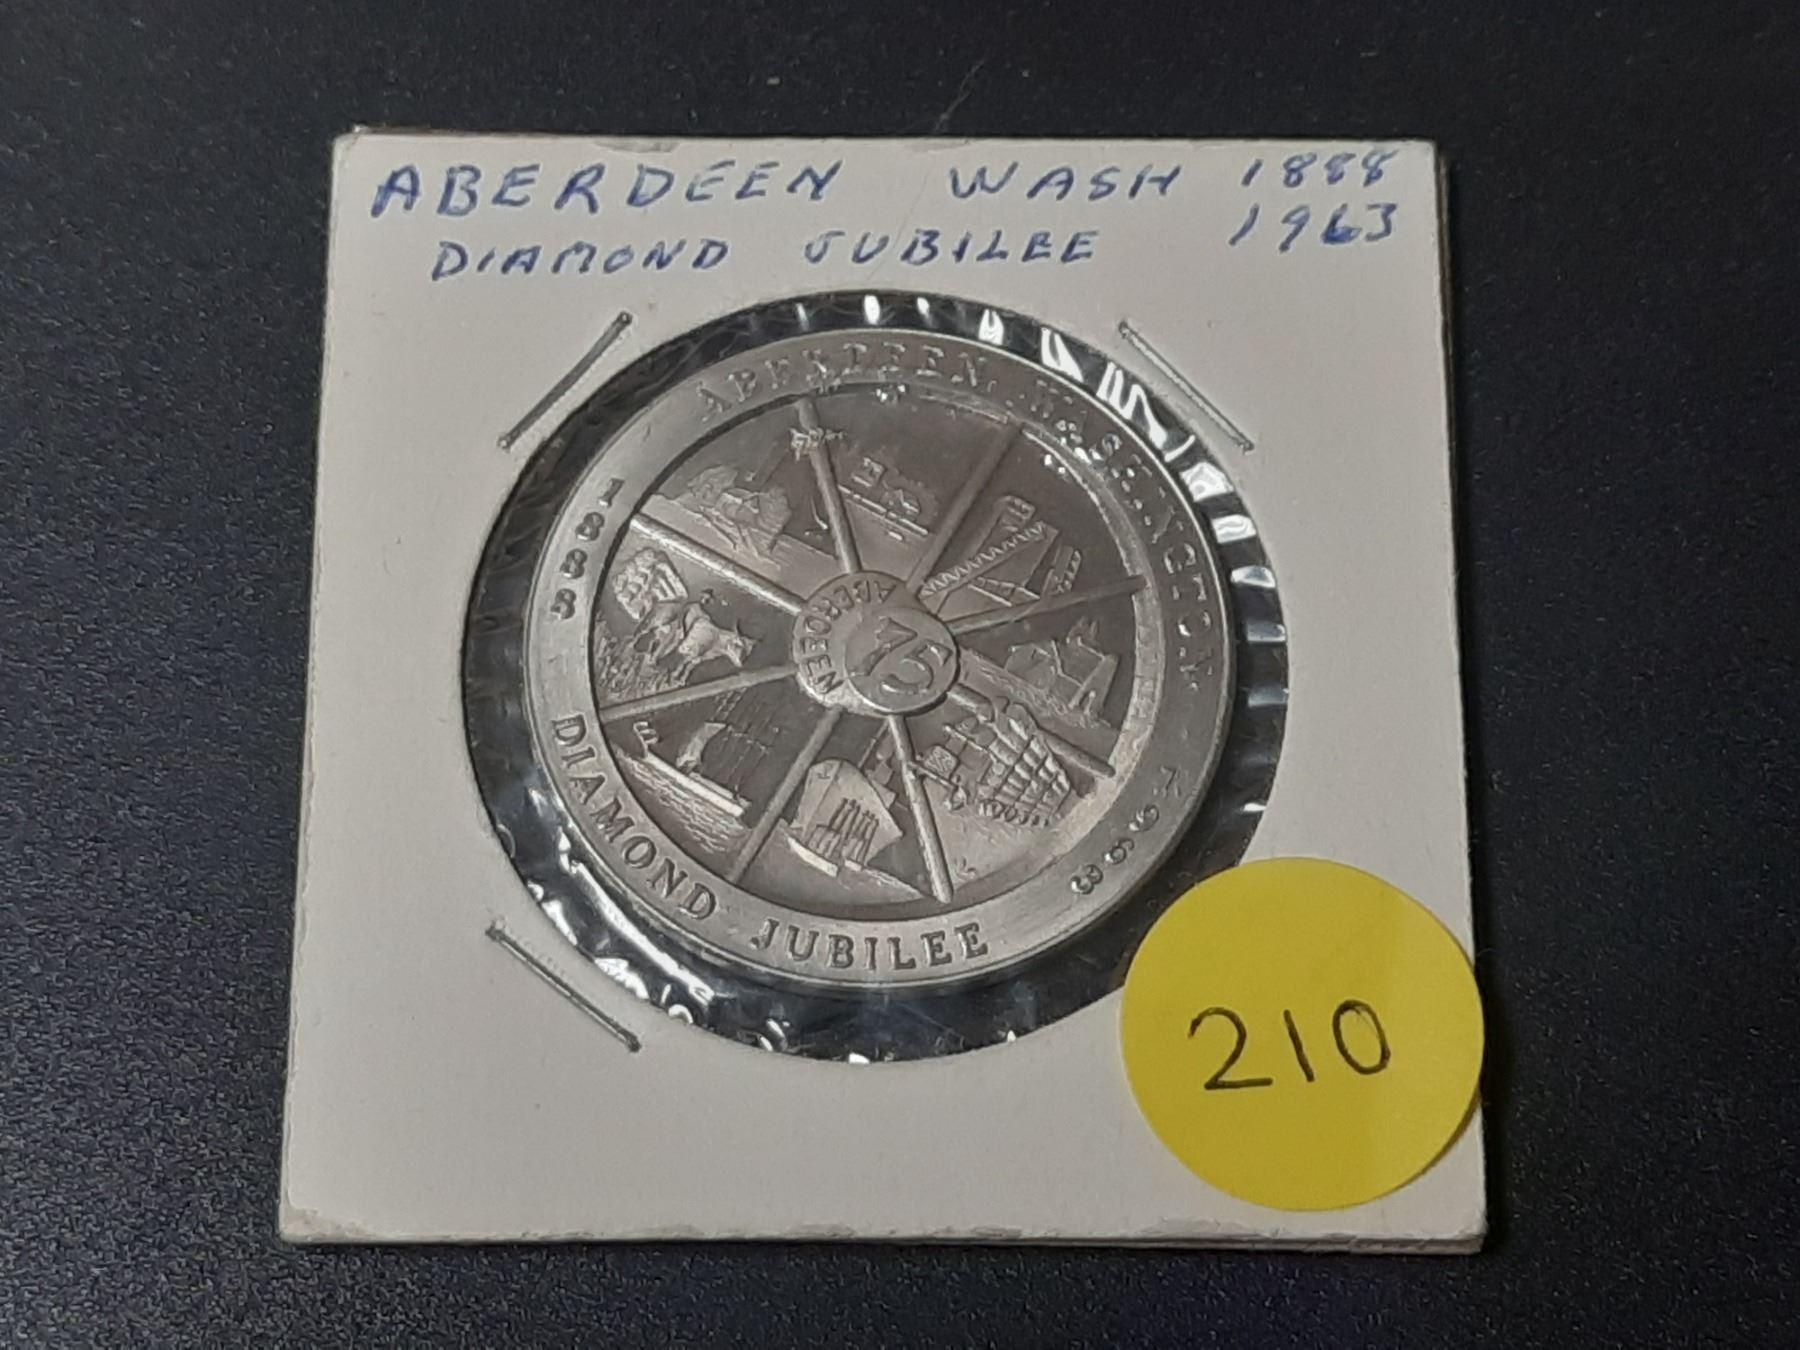 ABERDEEN WASH 1888
DIAMOND JUBILEE 1963
ABERDEEN, WASHINGTON
1888
1963
ABERDEEN
75
DIAMOND JUBILEE
210